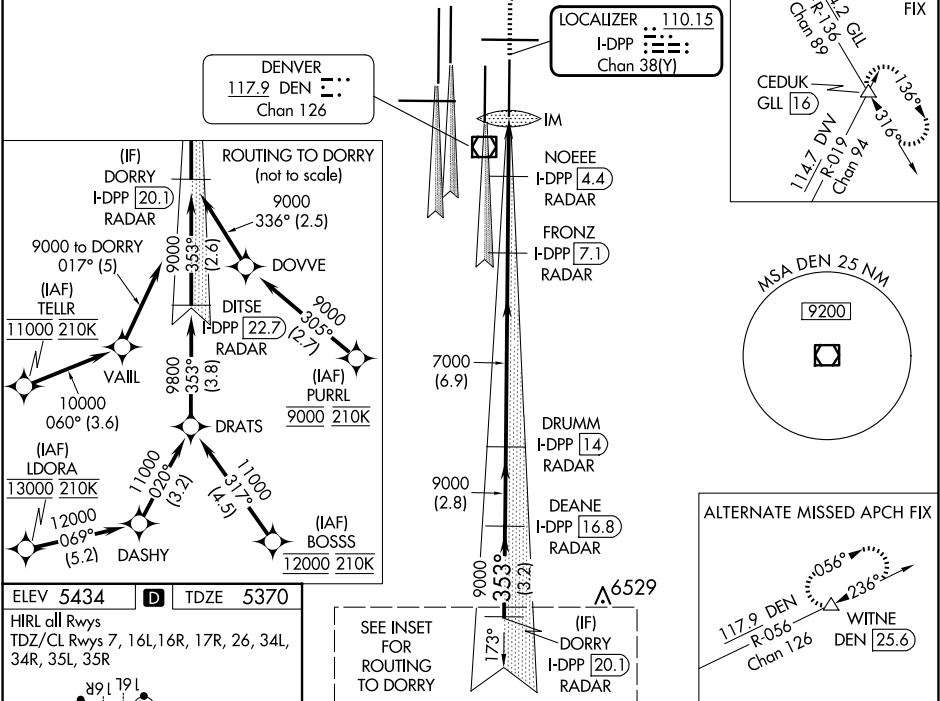 LOCALIZER 110.15
I-DPP
Chan 38(Y)
DENVER
117.9 DEN
Chan 126
IM
NOEEE
I-DPP 4.4
RADAR
FRONZ
I-DPP 7.1
RADAR
7000
(6.9)
DRUMM
I-DPP 14
RADAR
9000
(2.8)
DEANE
I-DPP 16.8
RADAR
9000
353°
(3.2)
6529
173°
(IF)
DORRY
I-DPP 20.1
RADAR
SEE INSET
FOR
ROUTING
TO DORRY
ROUTING TO DORRY
(not to scale)
(IF)
DORRY
I-DPP 20.1
RADAR
9000
336° (2.5)
9000 to DORRY
017° (5)
9000
353°
(2.6)
DOVVE
(IAF)
TELLR
11000 210K
DITSE
I-DPP 22.7
RADAR
9000
305°
(2.7)
VAIIL
9800
353°
(3.8)
(IAF)
PURRL
9000 210K
10000
060° (3.6)
DRATS
(IAF)
LDORA
13000 210K
11000
020°
(3.2)
11000
317°
(4.5)
12000
069°
(5.2)
DASHY
(IAF)
BOSSS
12000 210K
FIX
GLL
R-136
Chan 89
CEDUK
GLL 16
136°
316°
114.7 DVV
R-019
Chan 94
MSA DEN 25 NM
9200
ALTERNATE MISSED APCH FIX
056°
236°
117.9 DEN
R-056
Chan 126
WITNE
DEN 25.6
ELEV 5434 D TDZE 5370
HIRL all Rwys
TDZ/CL Rwys 7, 16L,16R, 17R, 26, 34L,
34R, 35L, 35R
16R 16L